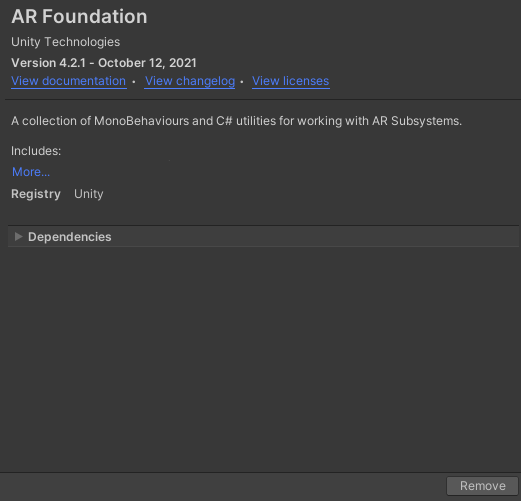 AR Foundation
Unity Technologies
Version 4.2.1 - October 12, 2021
View documentation • View changelog • View licenses
A collection of MonoBehaviours and C# utilities for working with AR Subsystems.
Includes:
More...
Registry Unity
Dependencies
Remove